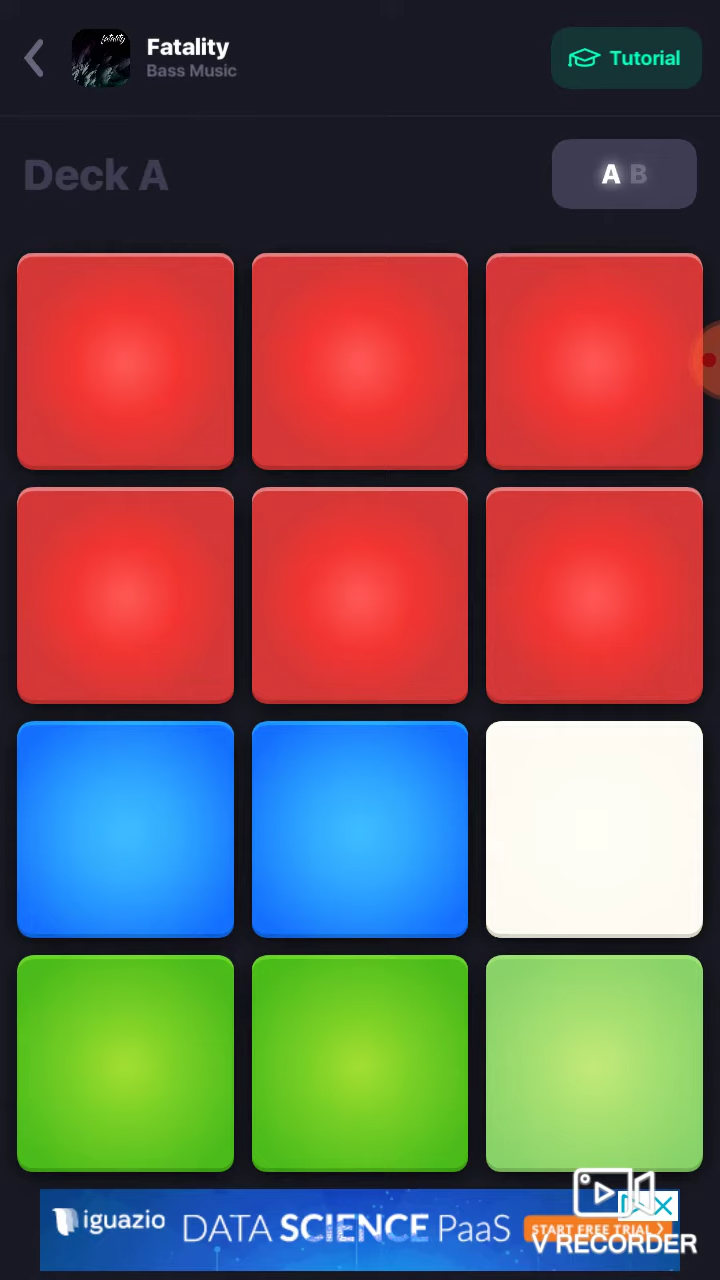 Fatality
Bass Music
Tutorial
Deck A
A B
iguazio
DATA SCIENCE PaaS
START FREE TRIAL
V RECORDER